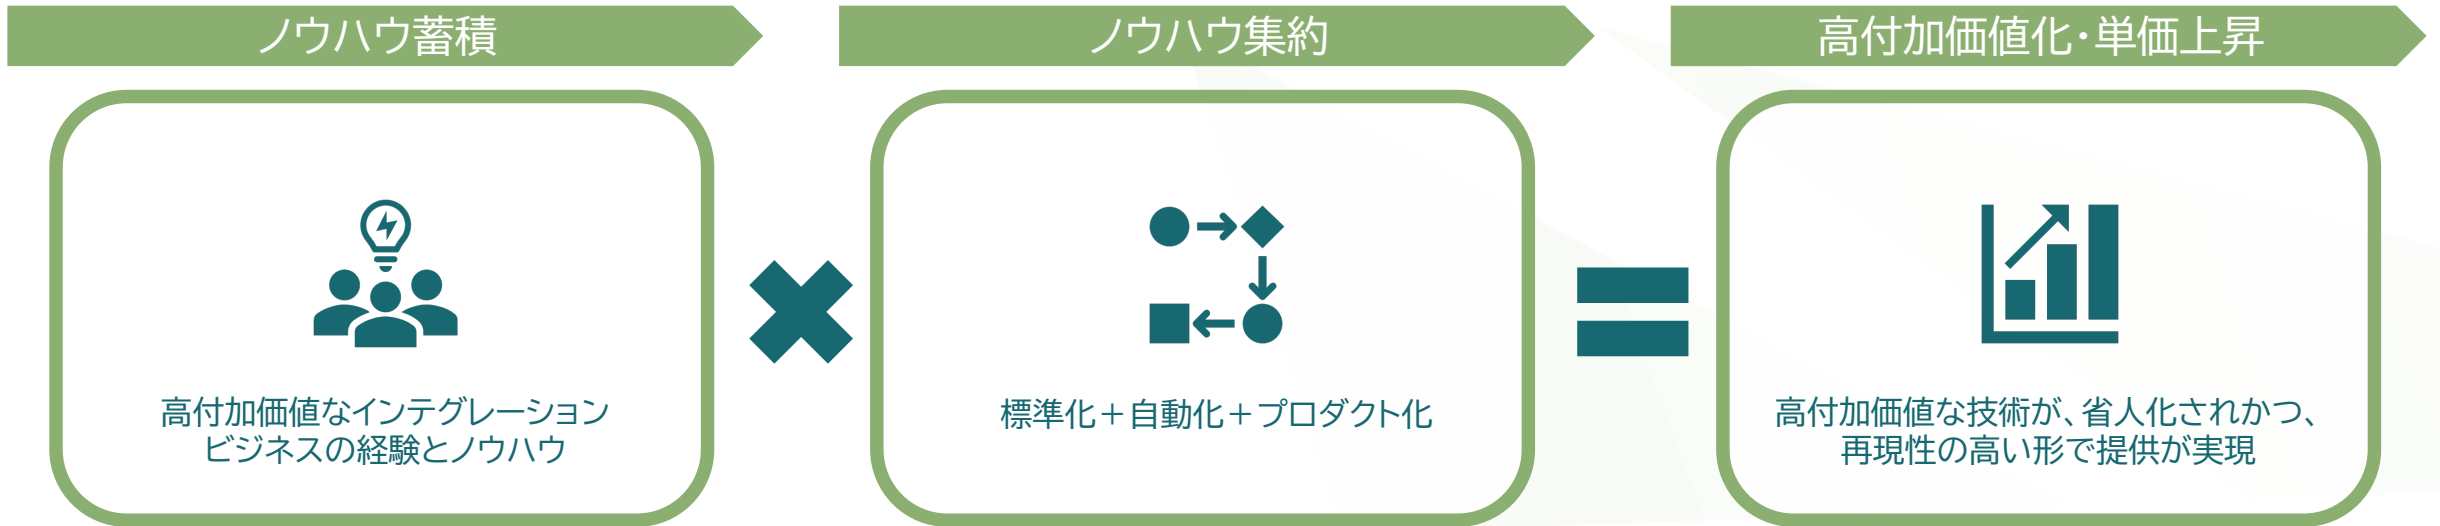 ノウハウ蓄積
ノウハウ集約
高付加価値化・単価上昇
高付加価値なインテグレーション
ビジネスの経験とノウハウ
標準化＋自動化＋プロダクト化
高付加価値な技術が、省人化されかつ、
再現性の高い形で提供が実現